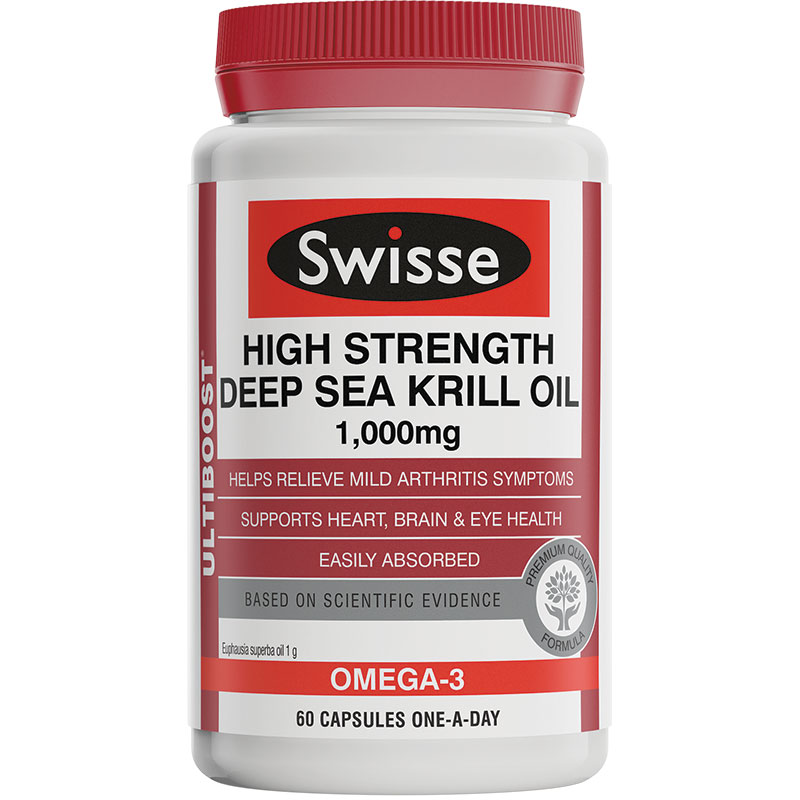 Swisse
HIGH STRENGTH
DEEP SEA KRILL OIL
1,000mg
ULTIBOOST®
HELPS RELIEVE MILD ARTHRITIS SYMPTOMS
SUPPORTS HEART, BRAIN & EYE HEALTH
EASILY ABSORBED
BASED ON SCIENTIFIC EVIDENCE
PREMIUM QUALITY
FORMULA
Euphausia superba oil 1 g
OMEGA-3
60 CAPSULES ONE-A-DAY